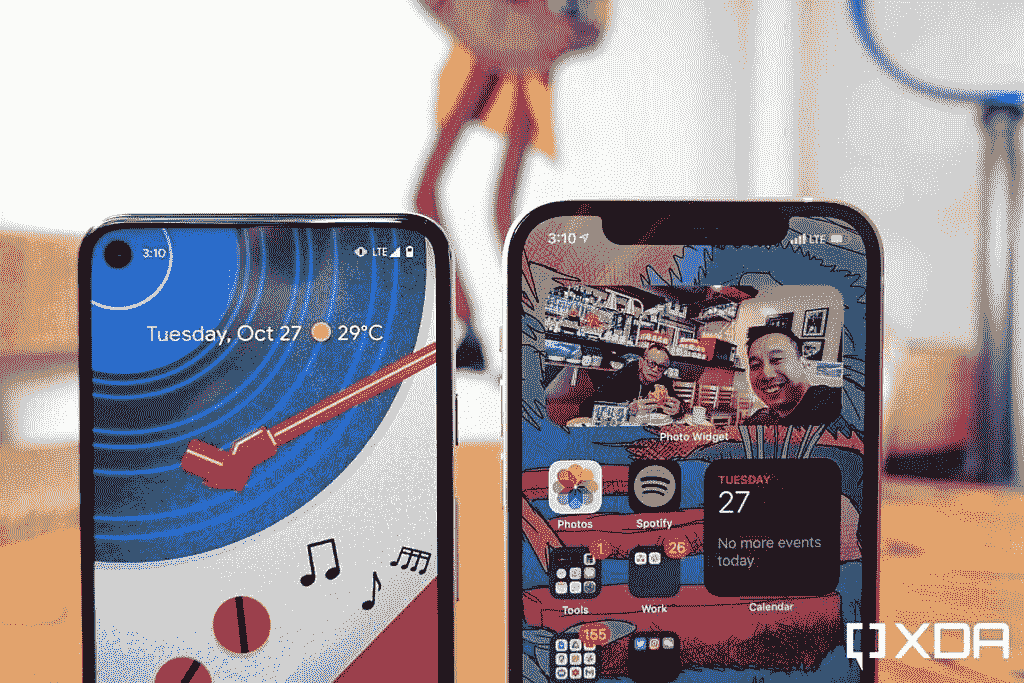 3:10
LTE
Tuesday, Oct 27 29°C
3:10
LTE
Photo Widget
Photos
Spotify
TUESDAY
27
No more events
today
1
26
Tools
Work
Calendar
155
XDA